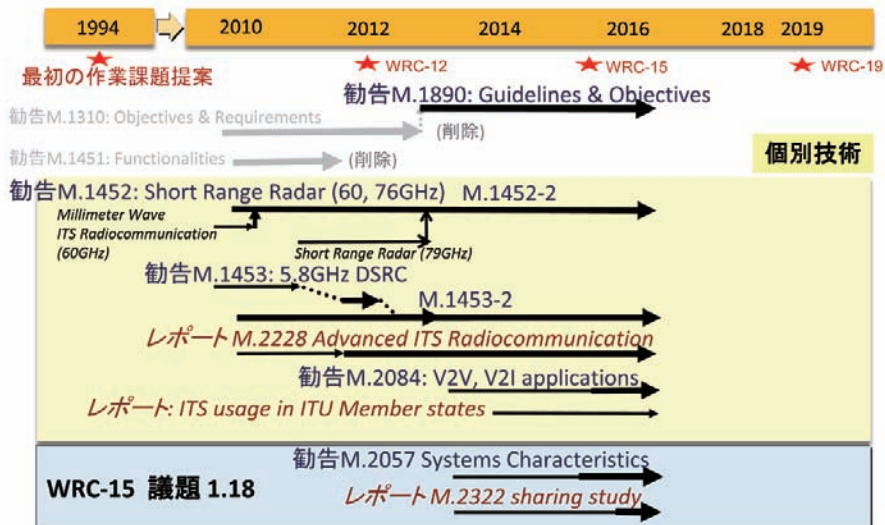 1994 2010 2012 2014 2016 2018 2019
最初の作業課題提案 WRC-12 WRC-15 WRC-19
勧告M.1890: Guidelines & Objectives
勧告M.1310: Objectives & Requirements (削除)
勧告M.1451: Functionalities (削除)
個別技術
勧告M.1452: Short Range Radar (60, 76GHz) M.1452-2
Millimeter Wave
ITS Radiocommunication
(60GHz)
Short Range Radar (79GHz)
勧告M.1453: 5.8GHz DSRC
M.1453-2
レポート M.2228 Advanced ITS Radiocommunication
勧告M.2084: V2V, V2I applications
レポート: ITS usage in ITU Member states
勧告M.2057 Systems Characteristics
WRC-15 議題 1.18
レポート M.2322 sharing study